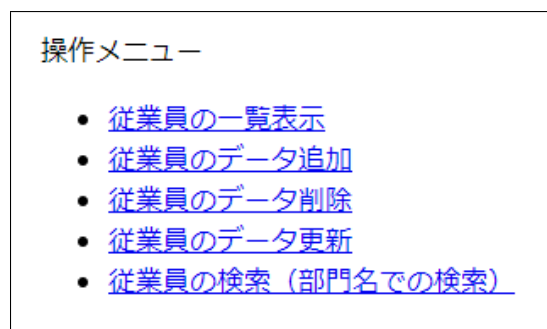 操作メニュー
従業員の一覧表示
従業員のデータ追加
従業員のデータ削除
従業員のデータ更新
従業員の検索（部門名での検索）